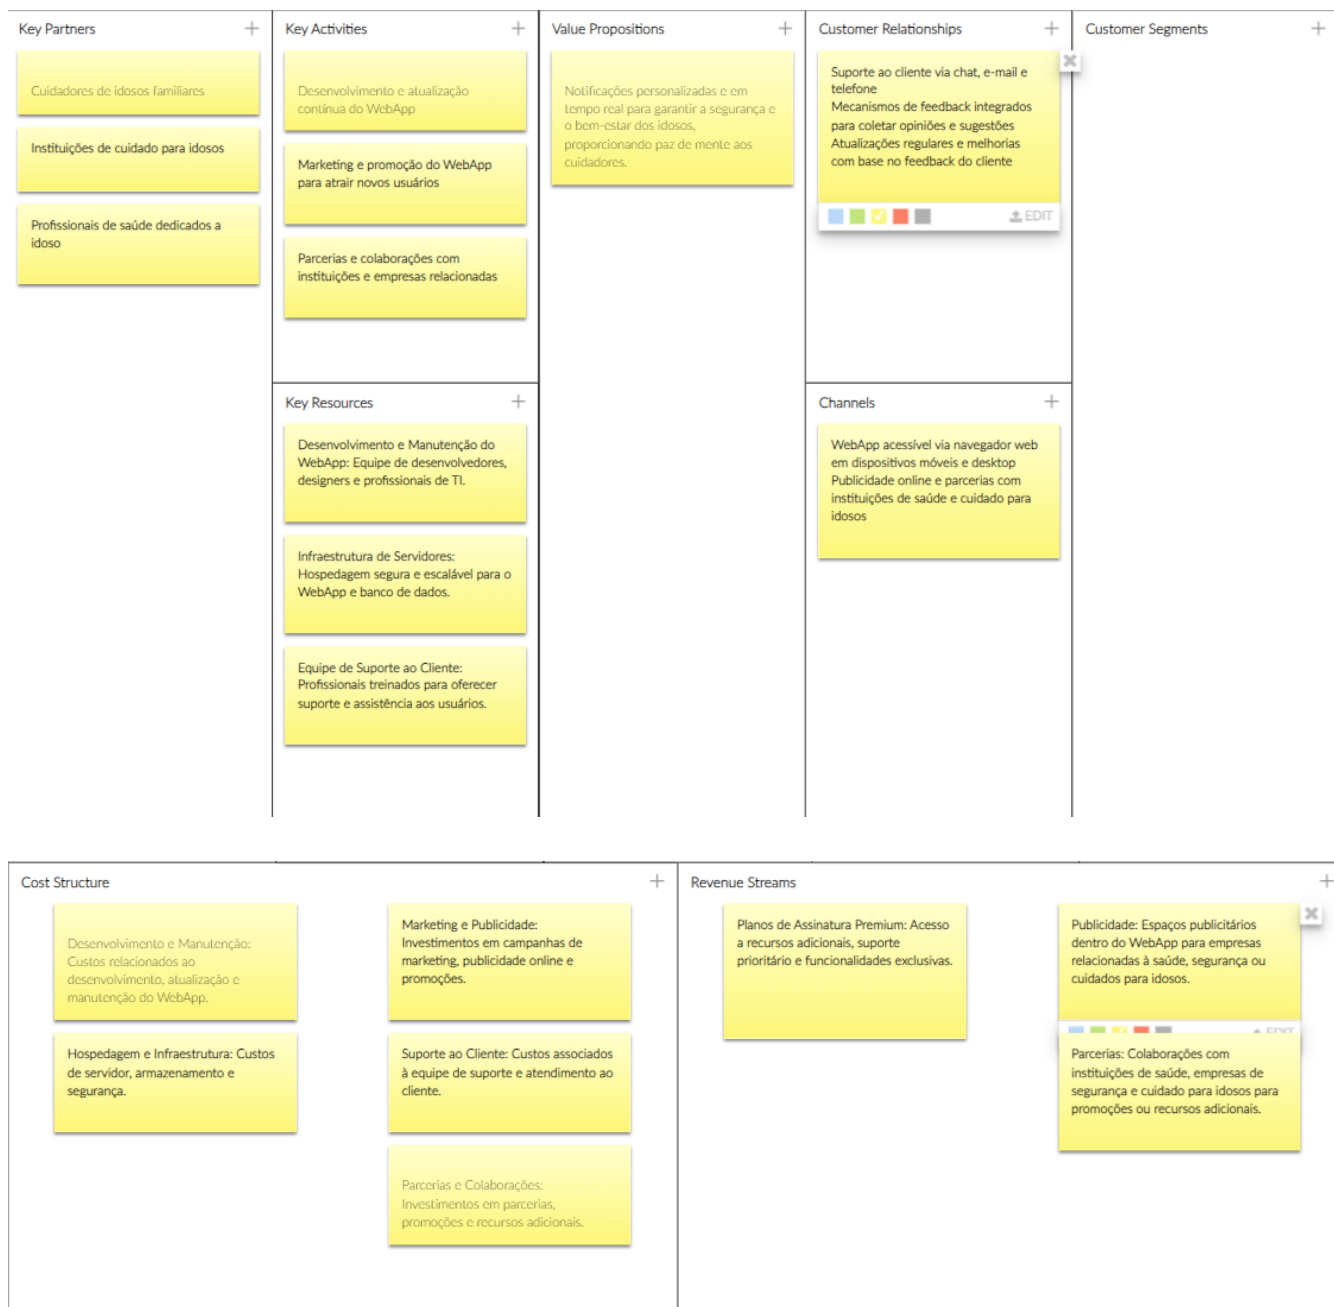 Key Partners
Cuidadores de idosos familiares
Instituições de cuidado para idosos
Profissionais de saúde dedicados a
idoso
Key Activities
Desenvolvimento e atualização
contínua do WebApp
Marketing e promoção do WebApp
para atrair novos usuários
Parcerias e colaborações com
instituições e empresas relacionadas
Key Resources
Desenvolvimento e Manutenção do
WebApp: Equipe de desenvolvedores,
designers e profissionais de TI.
Infraestrutura de Servidores:
Hospedagem segura e escalável para o
WebApp e banco de dados.
Equipe de Suporte ao Cliente:
Profissionais treinados para oferecer
suporte e assistência aos usuários.
Value Propositions
Notificações personalizadas e em
tempo real para garantir a segurança e
o bem-estar dos idosos,
proporcionando paz de mente aos
cuidadores.
Customer Relationships
Suporte ao cliente via chat, e-mail e
telefone
Mecanismos de feedback integrados
para coletar opiniões e sugestões
Atualizações regulares e melhorias
com base no feedback do cliente
EDIT
Channels
WebApp acessível via navegador web
em dispositivos móveis e desktop
Publicidade online e parcerias com
instituições de saúde e cuidado para
idosos
Customer Segments
Cost Structure
Desenvolvimento e Manutenção:
Custos relacionados ao
desenvolvimento, atualização e
manutenção do WebApp.
Hospedagem e Infraestrutura: Custos
de servidor, armazenamento e
segurança.
Marketing e Publicidade:
Investimentos em campanhas de
marketing, publicidade online e
promoções.
Suporte ao Cliente: Custos associados
à equipe de suporte e atendimento ao
cliente.
Parcerias e Colaborações:
Investimentos em parcerias,
promoções e recursos adicionais.
Revenue Streams
Planos de Assinatura Premium: Acesso
a recursos adicionais, suporte
prioritário e funcionalidades exclusivas.
Publicidade: Espaços publicitários
dentro do WebApp para empresas
relacionadas à saúde, segurança ou
cuidados para idosos.
EDIT
Parcerias: Colaborações com
instituições de saúde, empresas de
segurança e cuidado para idosos para
promoções ou recursos adicionais.